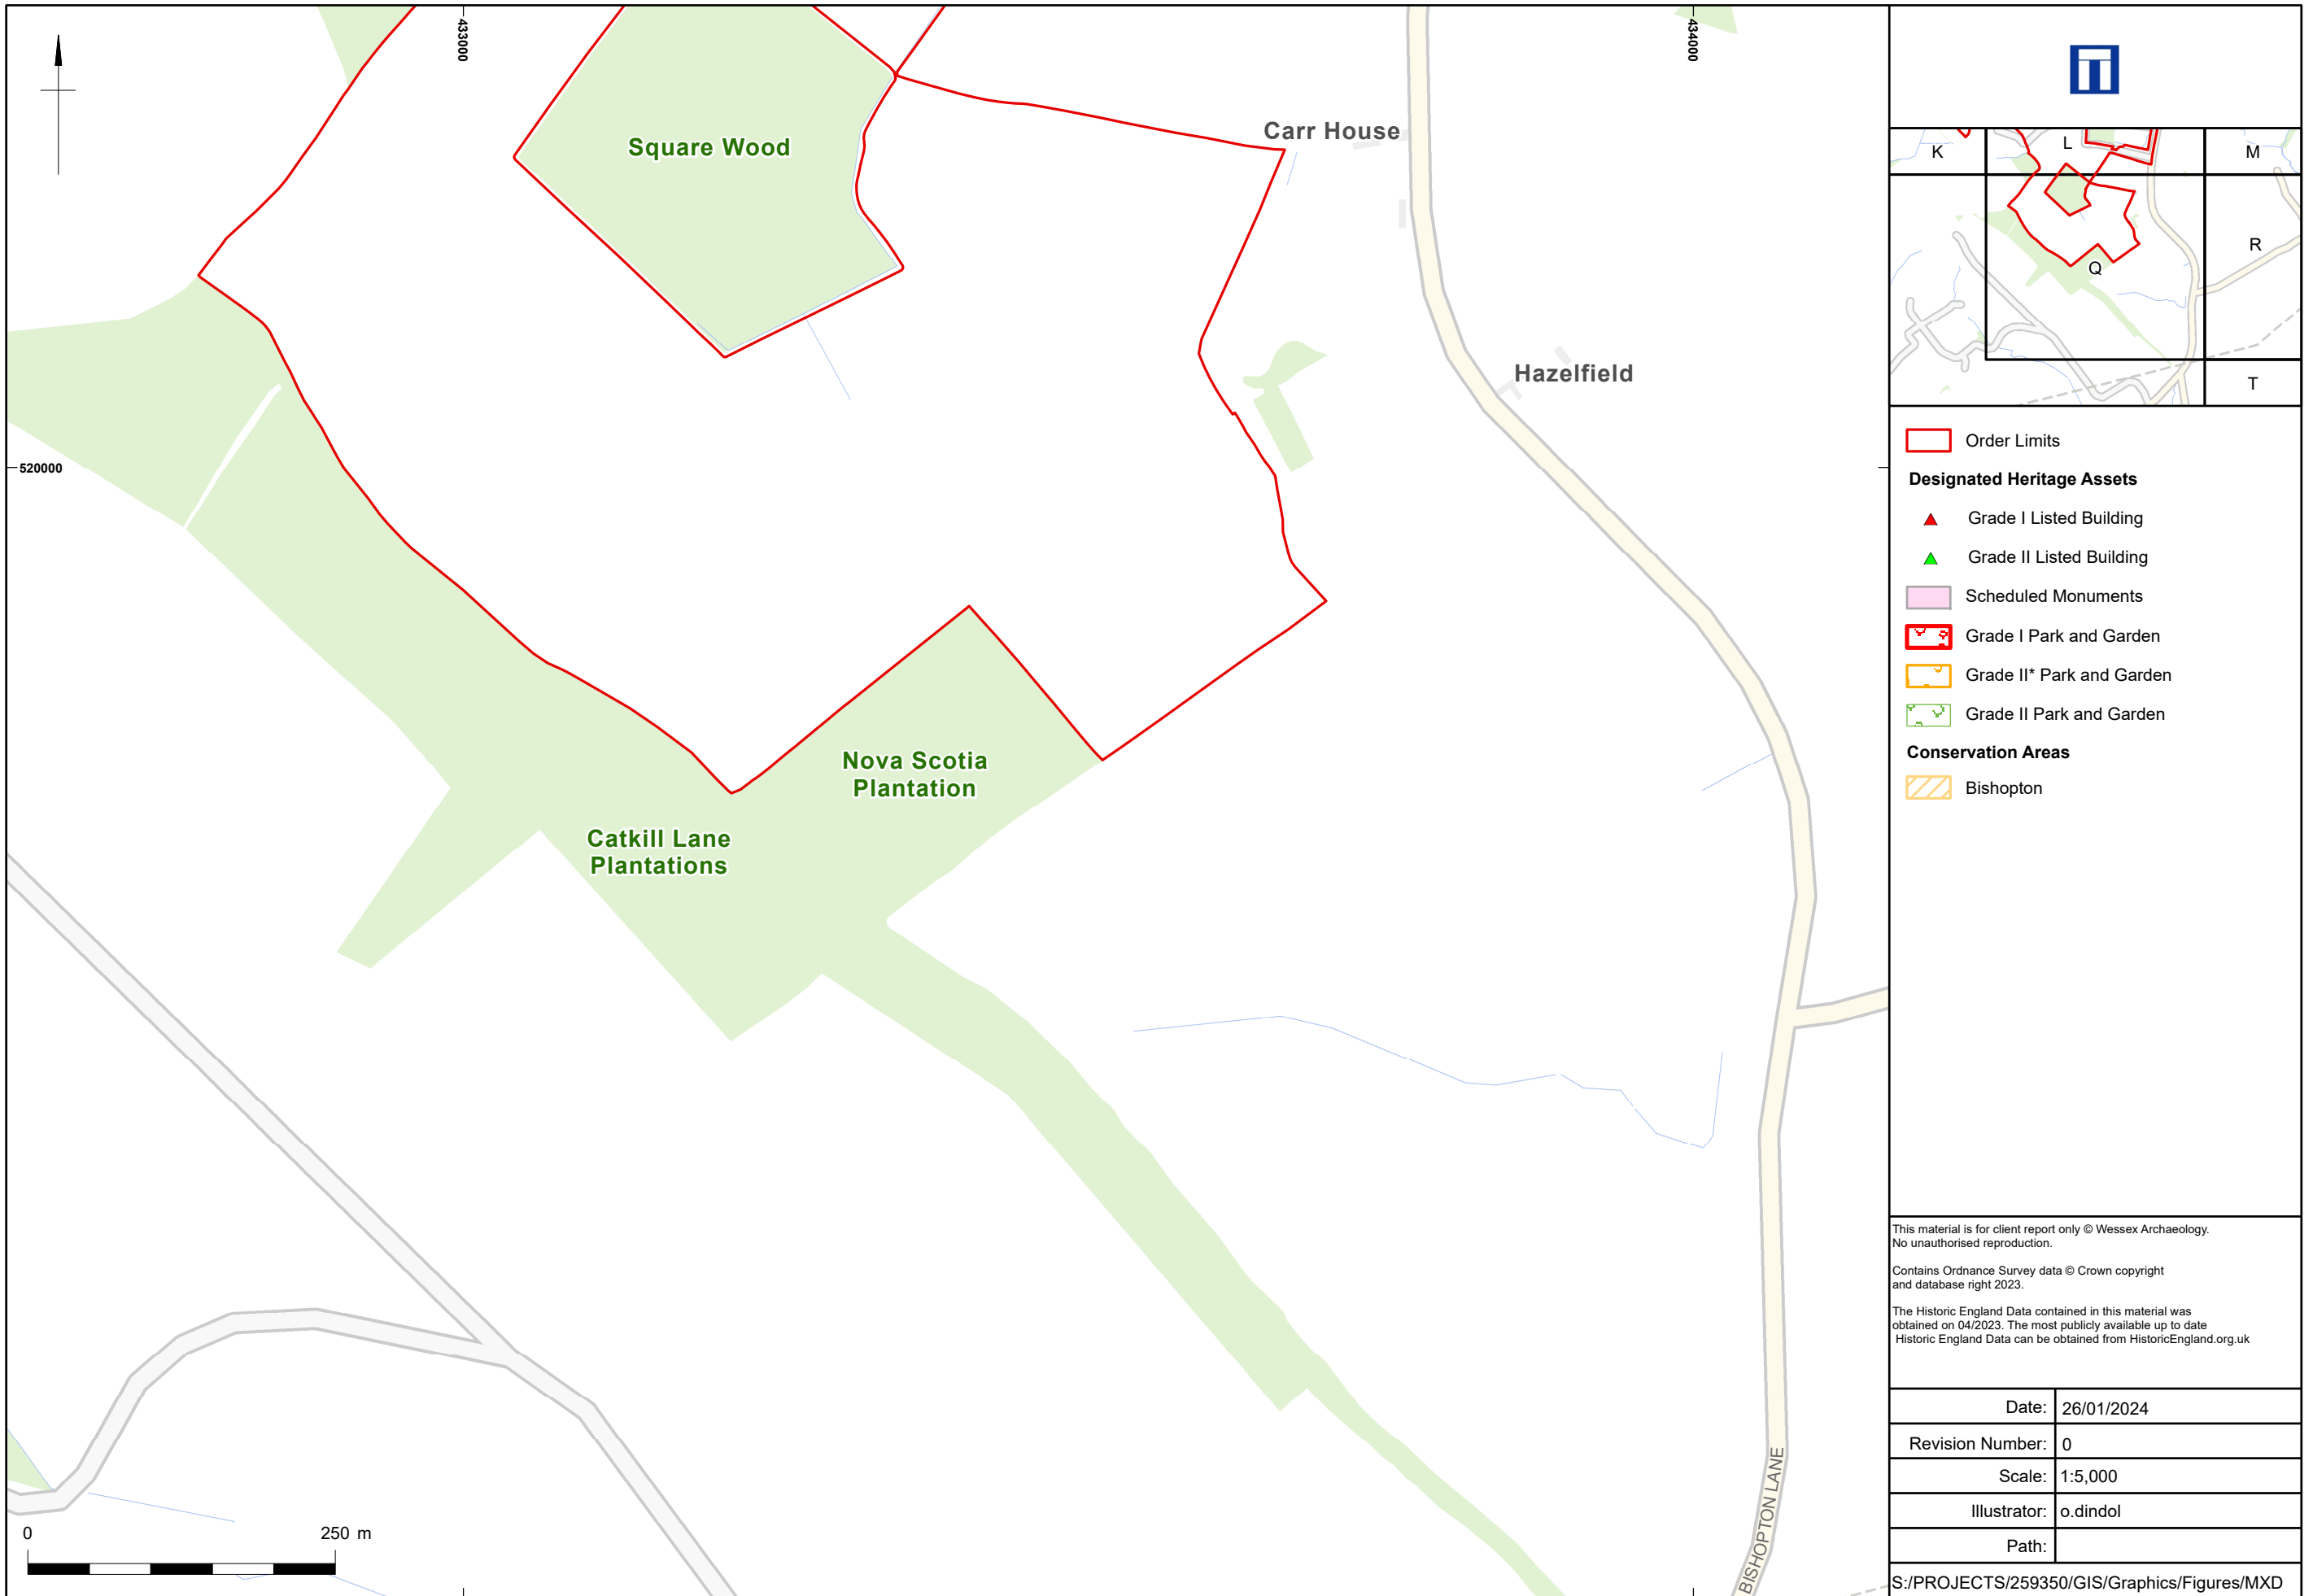 433000
434000
520000
Square Wood
Carr House
Hazelfield
Nova Scotia
Plantation
Catkill Lane
Plantations
BISHOPTON LANE
0
250 m
K
L
M
Q
R
T
Order Limits
Designated Heritage Assets
Grade I Listed Building
Grade II Listed Building
Scheduled Monuments
Grade I Park and Garden
Grade II* Park and Garden
Grade II Park and Garden
Conservation Areas
Bishopton
This material is for client report only © Wessex Archaeology.
No unauthorised reproduction.
Contains Ordnance Survey data © Crown copyright
and database right 2023.
The Historic England Data contained in this material was
obtained on 04/2023. The most publicly available up to date
Historic England Data can be obtained from HistoricEngland.org.uk
Date: 26/01/2024
Revision Number: 0
Scale: 1:5,000
Illustrator: o.dindol
Path:
S:/PROJECTS/259350/GIS/Graphics/Figures/MXD